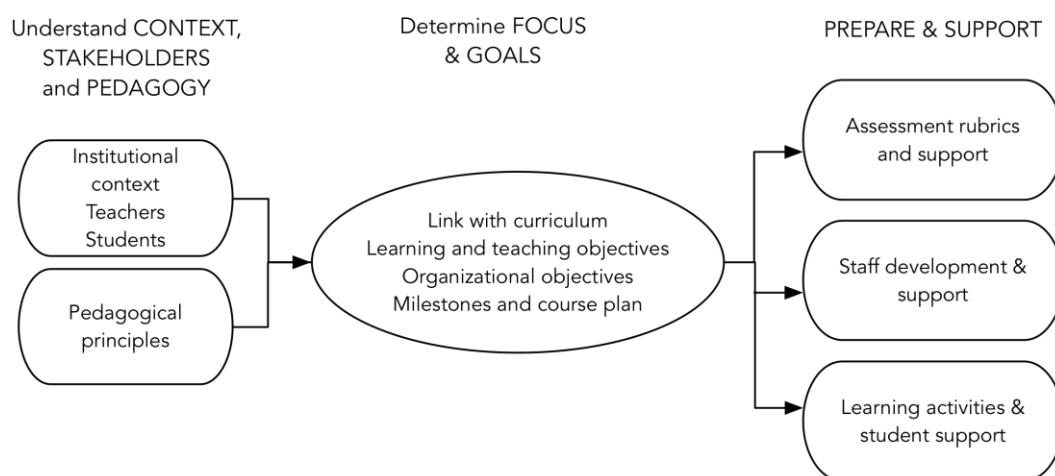 Understand CONTEXT,
STAKEHOLDERS
and PEDAGOGY
Determine FOCUS
& GOALS
PREPARE & SUPPORT
Institutional
context
Teachers
Students
Pedagogical
principles
Link with curriculum
Learning and teaching objectives
Organizational objectives
Milestones and course plan
Assessment rubrics
and support
Staff development &
support
Learning activities &
student support